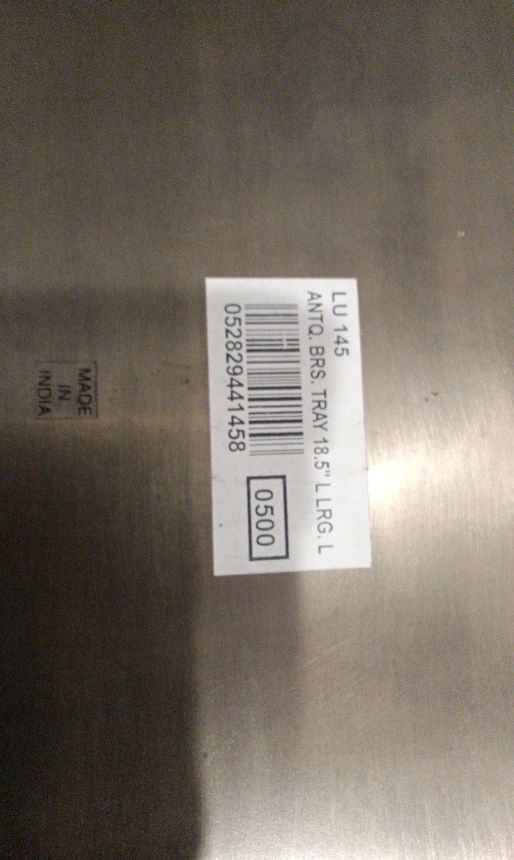 LU 145
ANTQ. BRS. TRAY 18.5" L LRG. L
052829441458
0500
MADE
IN
INDIA